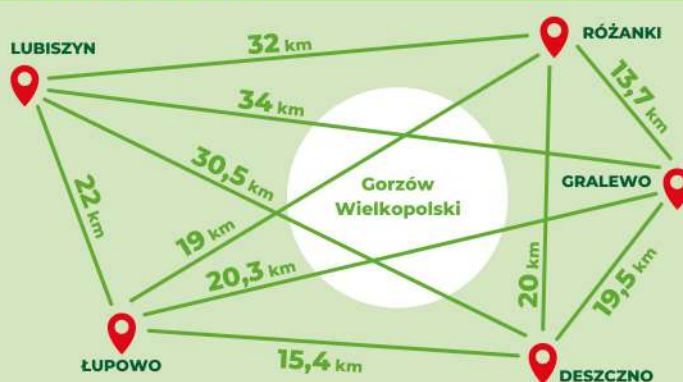 LUBISZYN
32 km
RÓŻANKI
13,7 km
34 km
30,5 km
Gorzów
Wielkopolski
GRALEWO
22 km
19 km
20,3 km
20 km
19,5 km
ŁUPOWO
15,4 km
DESZCZNO